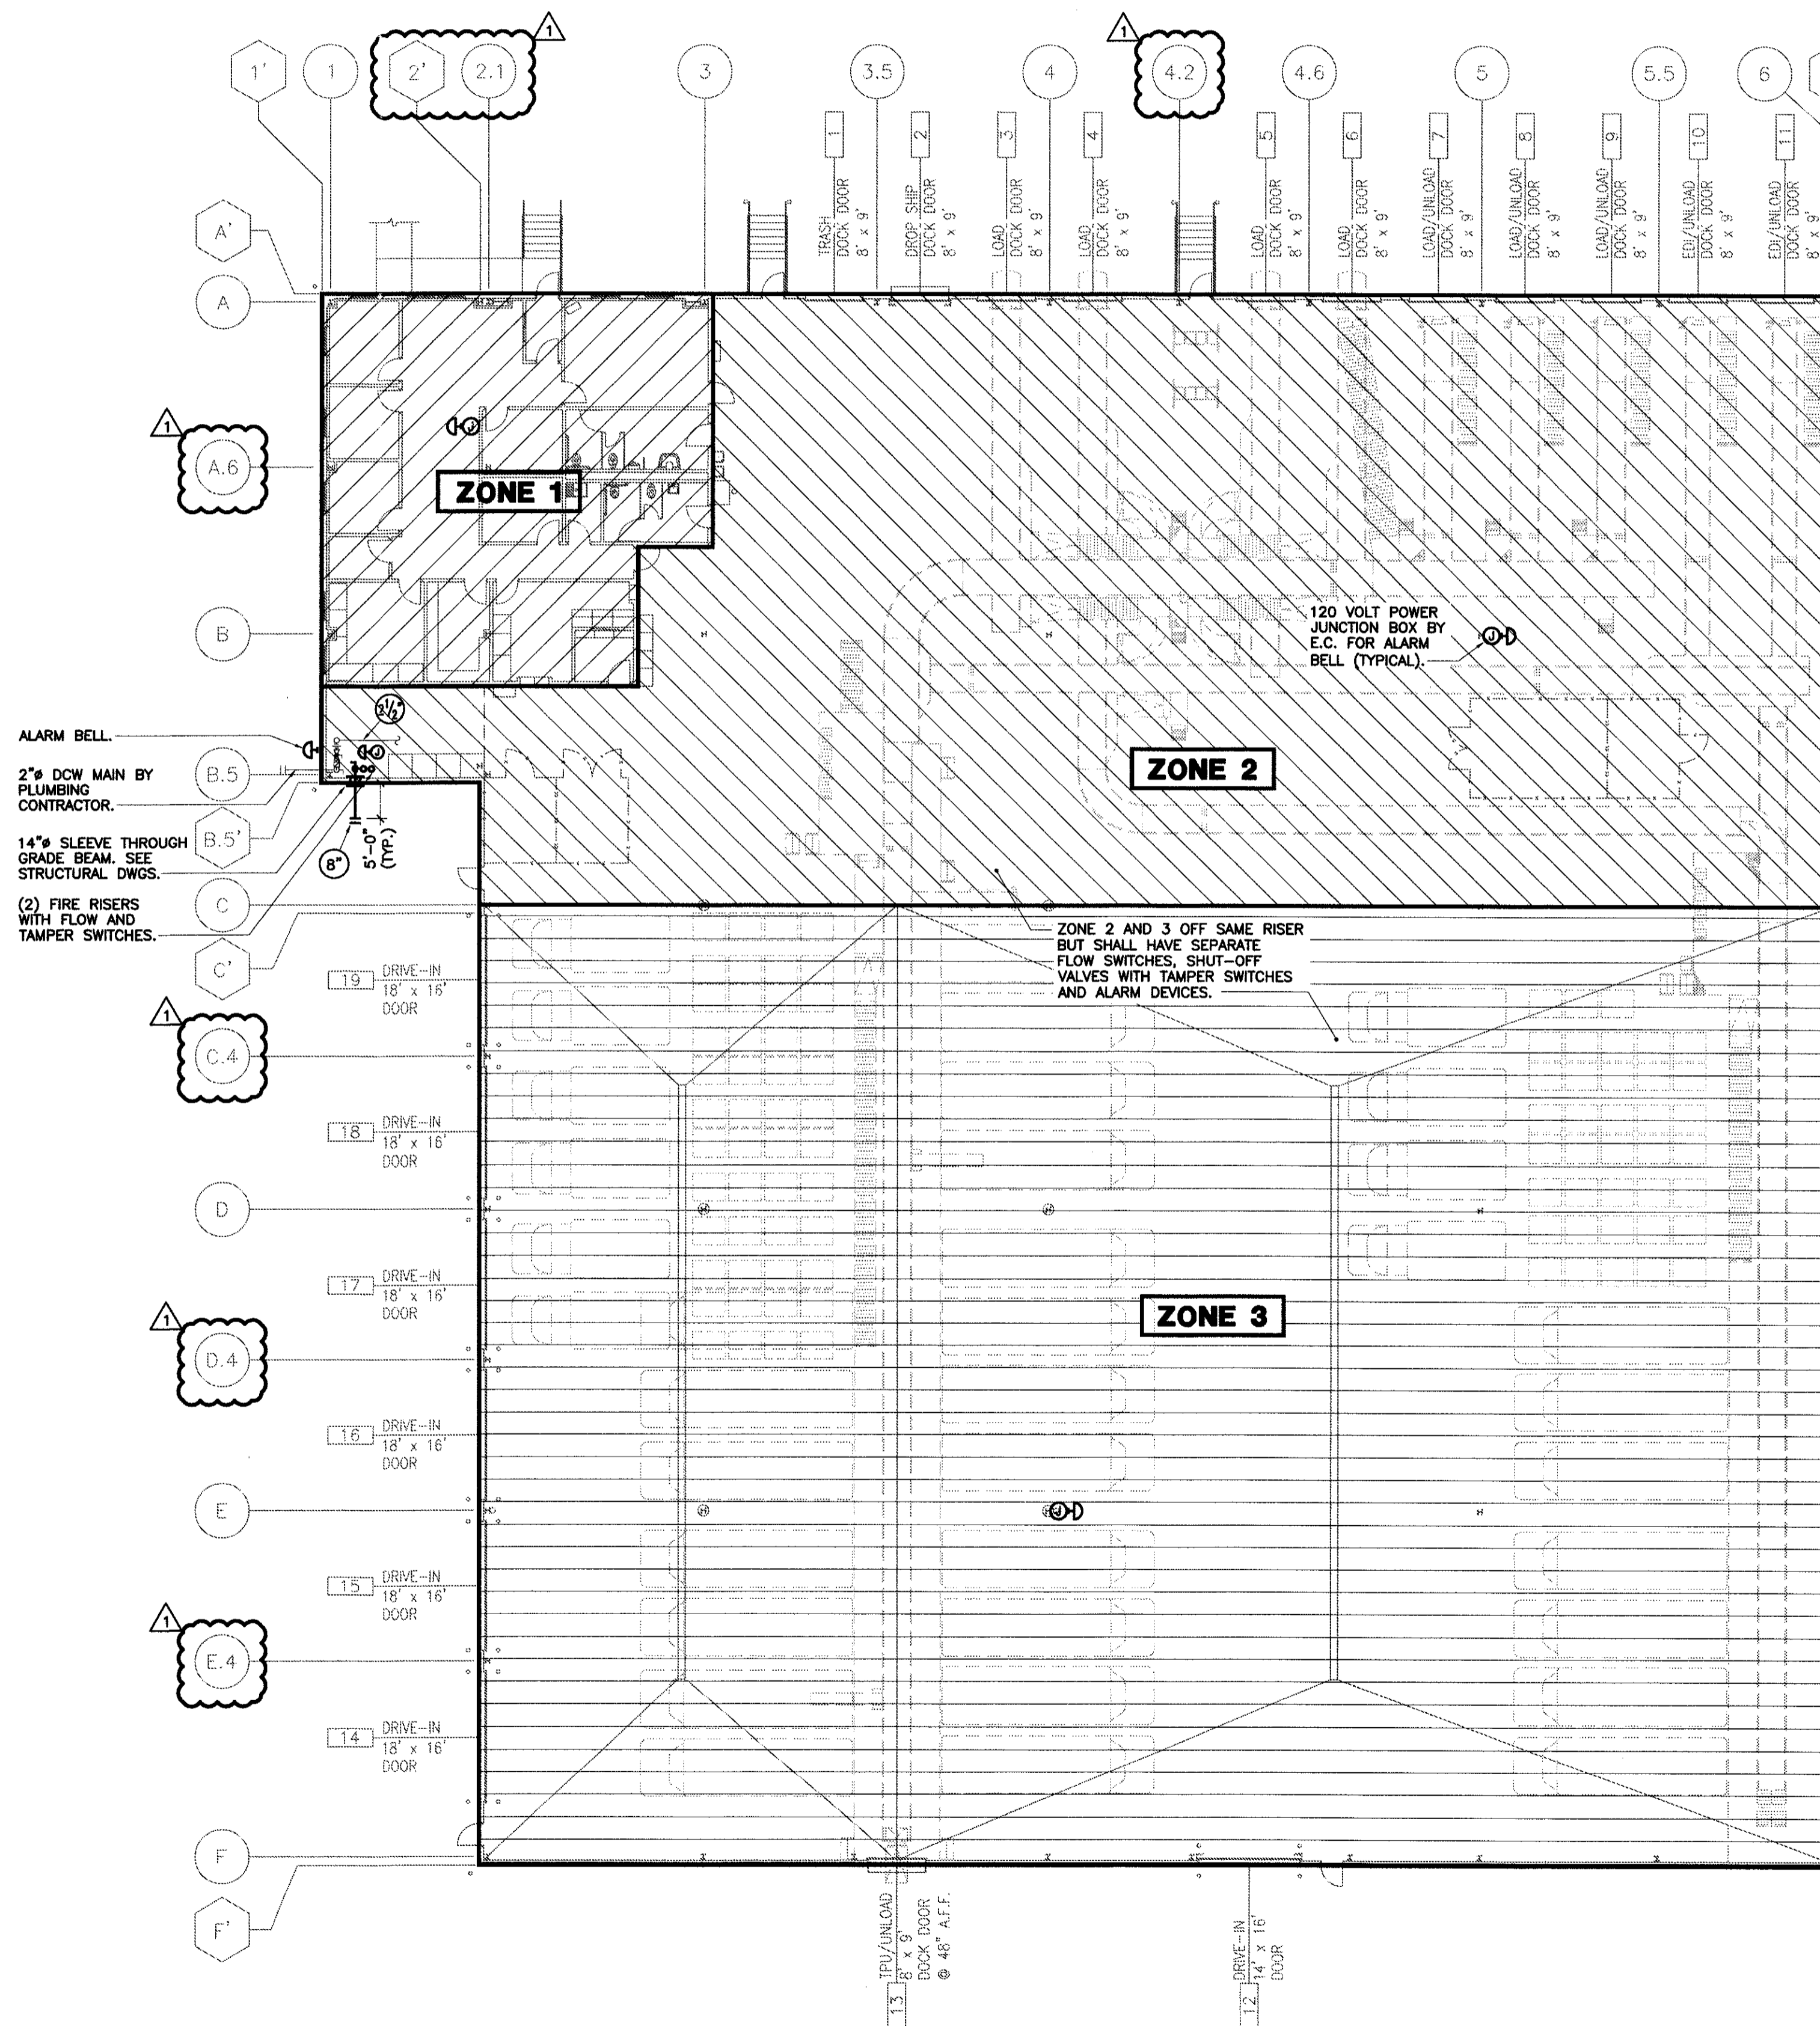 1
1
1'
1
2'
2.1
3
3.5
4
4.2
4.6
5
5.5
6
1
2
3
4
5
6
7
8
9
10
11
TRASH
DOCK DOOR
8' x 9'
DROP SHIP
DOCK DOOR
8' x 9'
LOAD
DOCK DOOR
8' x 9'
LOAD
DOCK DOOR
8' x 9'
LOAD
DOCK DOOR
8' x 9'
LOAD
DOCK DOOR
8' x 9'
LOAD/UNLOAD
DOCK DOOR
8' x 9'
LOAD/UNLOAD
DOCK DOOR
8' x 9'
LOAD/UNLOAD
DOCK DOOR
8' x 9'
EDJ/UNLOAD
DOCK DOOR
8' x 9'
EDJ/UNLOAD
DOCK DOOR
8' x 9'
A'
A
1
A.6
J
ZONE 1
B
120 VOLT POWER
JUNCTION BOX BY
E.C. FOR ALARM
BELL (TYPICAL).
J
2½"
ALARM BELL.
J
ZONE 2
2"ø DCW MAIN BY
PLUMBING
CONTRACTOR.
B.5
14"ø SLEEVE THROUGH
GRADE BEAM. SEE
STRUCTURAL DWGS.
B.5'
8"
5'-0"
(TYP.)
(2) FIRE RISERS
WITH FLOW AND
TAMPER SWITCHES.
C
C'
ZONE 2 AND 3 OFF SAME RISER
BUT SHALL HAVE SEPARATE
FLOW SWITCHES, SHUT-OFF
VALVES WITH TAMPER SWITCHES
AND ALARM DEVICES.
19
DRIVE-IN
18' x 16'
DOOR
1
C.4
18
DRIVE-IN
18' x 16'
DOOR
D
17
DRIVE-IN
18' x 16'
DOOR
ZONE 3
1
D.4
16
DRIVE-IN
18' x 16'
DOOR
E
J
15
DRIVE-IN
18' x 16'
DOOR
1
E.4
14
DRIVE-IN
18' x 16'
DOOR
F
F'
TPU/UNLOAD
8' x 9'
DOCK DOOR
@ 48" A.F.F.
13
DRIVE-IN
14' x 16'
DOOR
12